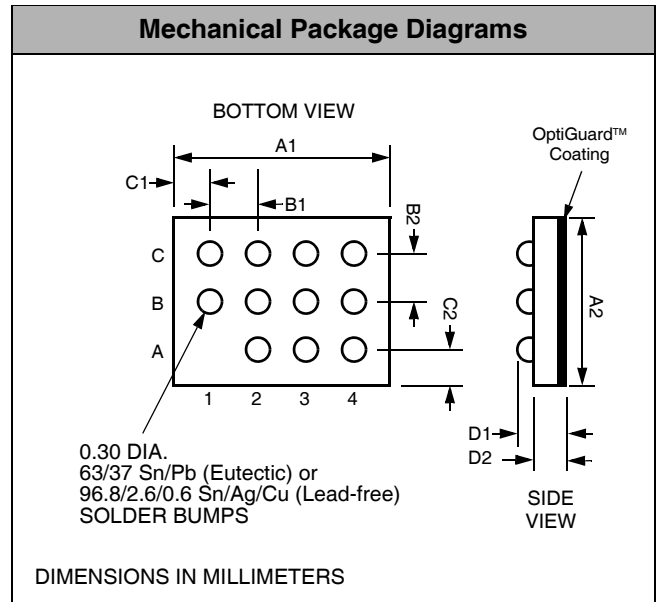 Mechanical Package Diagrams
BOTTOM VIEW
OptiGuard™
Coating
A1
C1
B1
B2
C
B
A
C2
A2
1 2 3 4
D1
D2
0.30 DIA.
63/37 Sn/Pb (Eutectic) or
96.8/2.6/0.6 Sn/Ag/Cu (Lead-free)
SOLDER BUMPS
SIDE
VIEW
DIMENSIONS IN MILLIMETERS